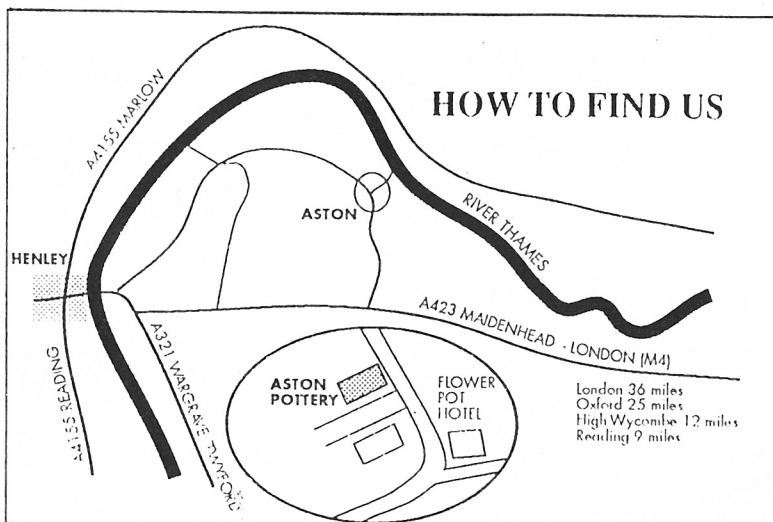 HOW TO FIND US
A4155 MARLOW
ASTON
RIVER THAMES
HENLEY
A423 MAIDENHEAD - LONDON (M4)
A321 WARGRAVE TWYFORD
A4155 READING
ASTON
POTTERY
FLOWER
POT
HOTEL
London 36 miles
Oxford 25 miles
High Wycombe 12 miles
Reading 9 miles